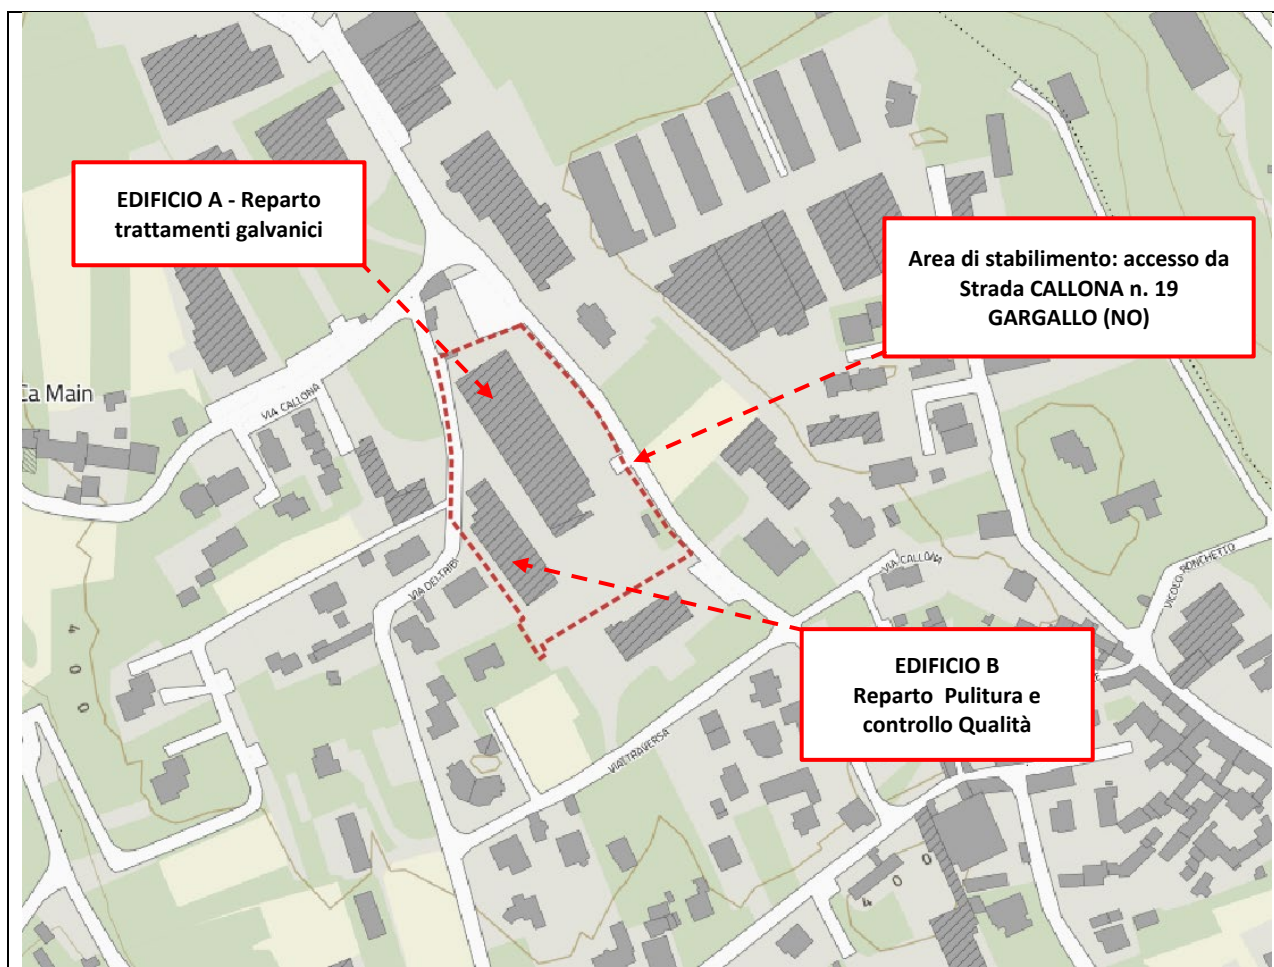 EDIFICIO A - Reparto
trattamenti galvanici
Area di stabilimento: accesso da
Strada CALLONA n. 19
GARGALLO (NO)
Ca Main
VIA CALLONA
VIA DEI TRIBI
VIA CALLONA
VICOLO RONCHETTO
400
EDIFICIO B
Reparto Pulitura e
controllo Qualità
VIA TRAVERSA
400